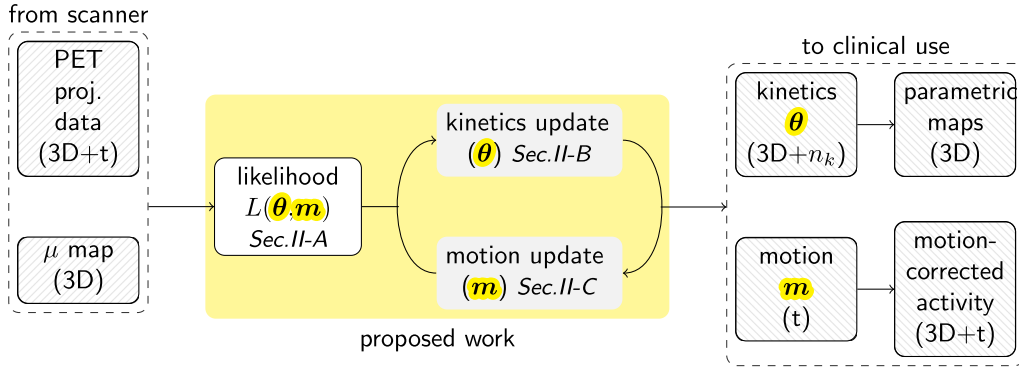 from scanner
PET
proj.
data
(3D+t)
μ map
(3D)
likelihood
L(θ,m)
Sec.II-A
kinetics update
(θ) Sec.II-B
motion update
(m) Sec.II-C
proposed work
to clinical use
kinetics
θ
(3D+nₖ)
parametric
maps
(3D)
motion
m
(t)
motion-
corrected
activity
(3D+t)